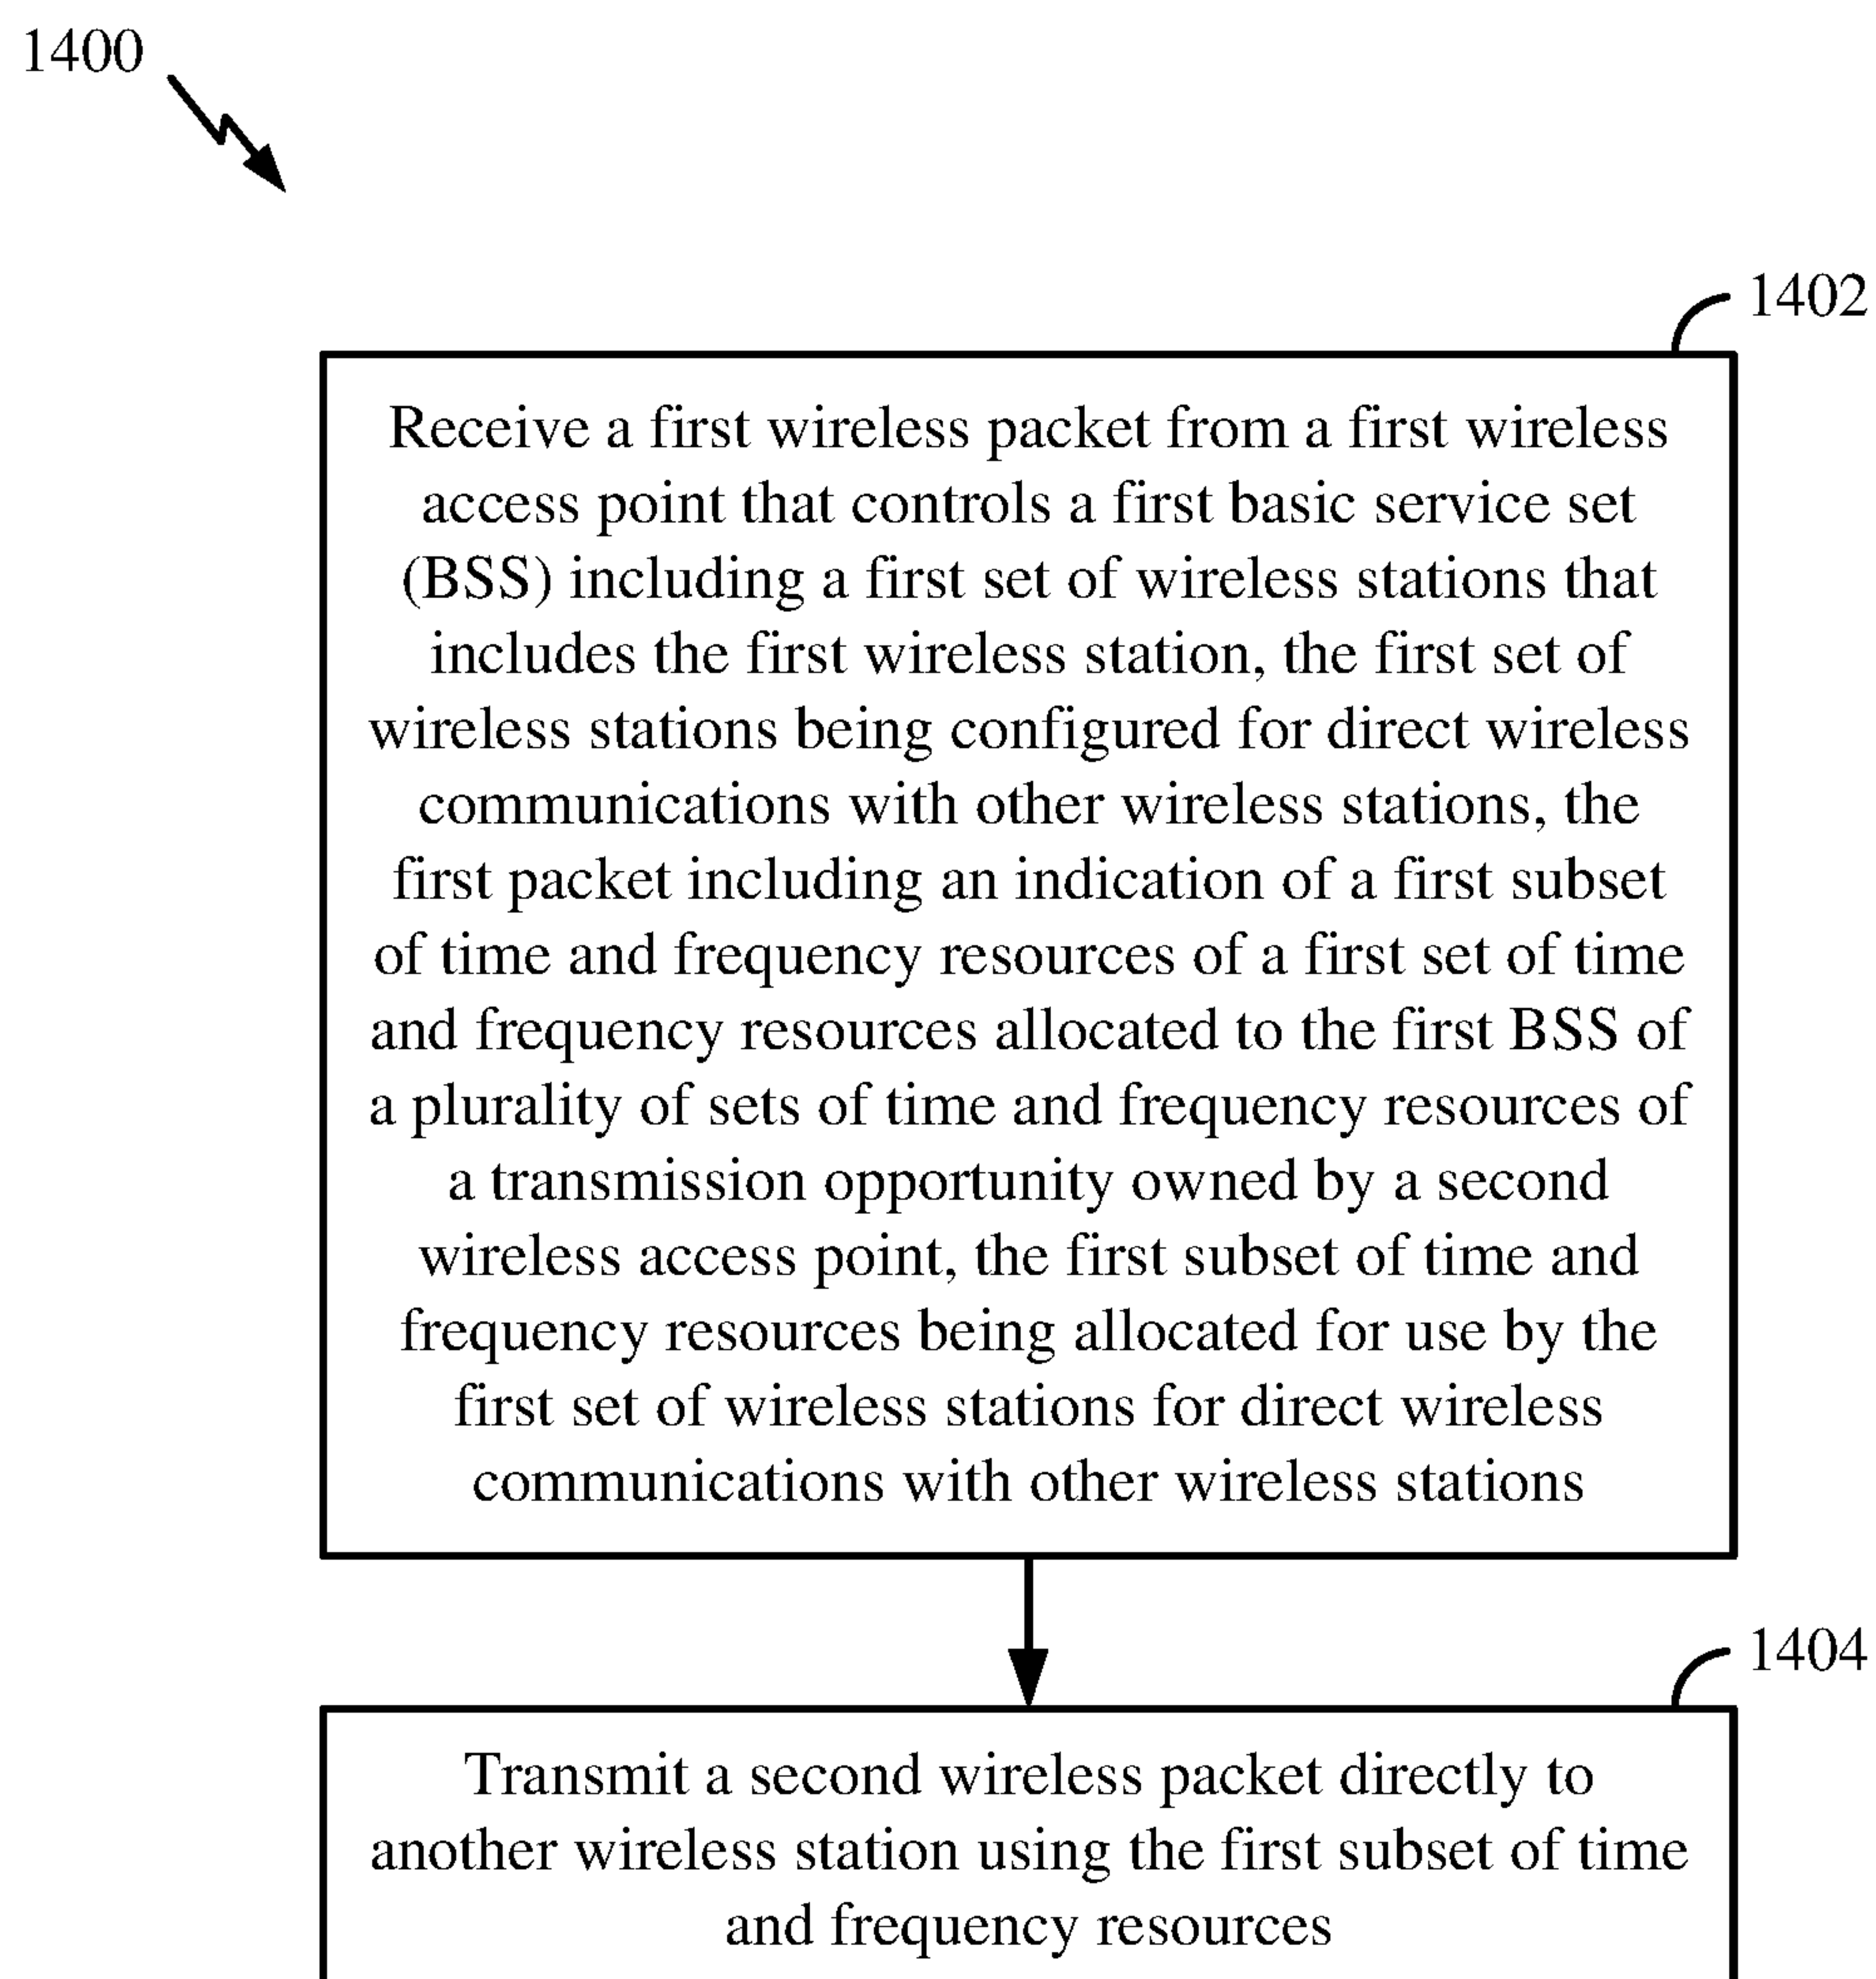 1400
1402
Receive a first wireless packet from a first wireless
access point that controls a first basic service set
(BSS) including a first set of wireless stations that
includes the first wireless station, the first set of
wireless stations being configured for direct wireless
communications with other wireless stations, the
first packet including an indication of a first subset
of time and frequency resources of a first set of time
and frequency resources allocated to the first BSS of
a plurality of sets of time and frequency resources of
a transmission opportunity owned by a second
wireless access point, the first subset of time and
frequency resources being allocated for use by the
first set of wireless stations for direct wireless
communications with other wireless stations
1404
Transmit a second wireless packet directly to
another wireless station using the first subset of time
and frequency resources